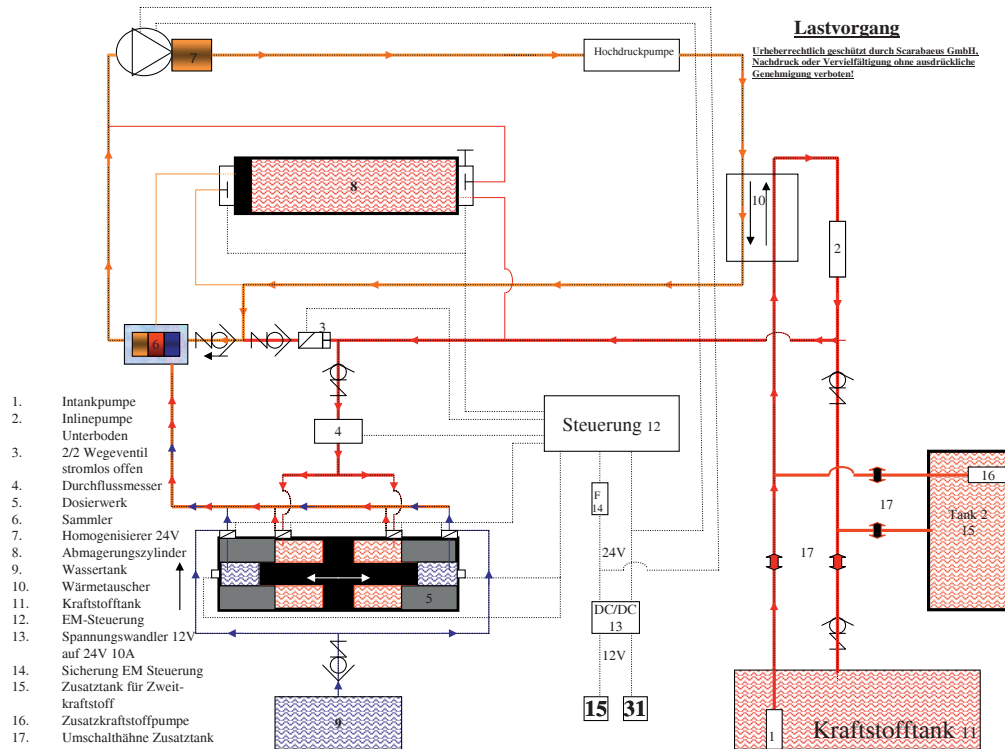 Lastvorgang
Urheberrechtlich geschützt durch Scarabaeus GmbH,
Nachdruck oder Vervielfältigung ohne ausdrückliche
Genehmigung verboten!
7
Hochdruckpumpe
8
10
2
6
3
Steuerung 12
4
F
14
16
17
Tank 2
15
24V
17
5
DC/DC
13
12V
9
15
31
1
Kraftstofftank 11
1. Intankpumpe
2. Inlinepumpe
Unterboden
3. 2/2 Wegeventil
stromlos offen
4. Durchflussmesser
5. Dosierwerk
6. Sammler
7. Homogenisierer 24V
8. Abmagerungszylinder
9. Wassertank
10. Wärmetauscher
11. Kraftstofftank
12. EM-Steuerung
13. Spannungswandler 12V
auf 24V 10A
14. Sicherung EM Steuerung
15. Zusatztank für Zweit-
kraftstoff
16. Zusatzkraftstoffpumpe
17. Umschalthähne Zusatztank